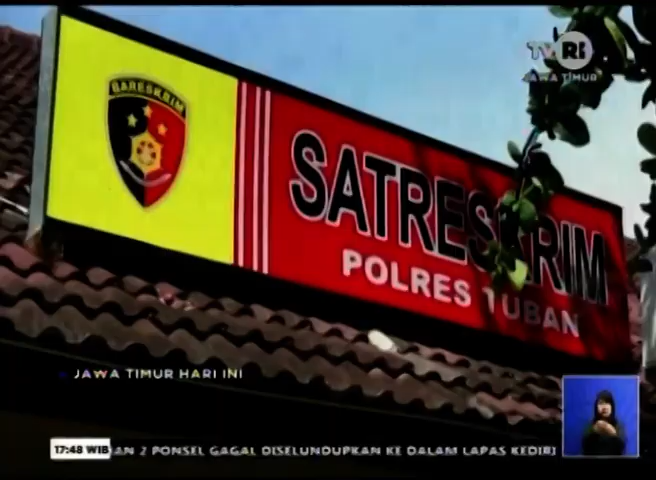 TVRI
JAWA TIMUR
BARESKRIM
SATRESKRIM
POLRES TUBAN
JAWA TIMUR HARI INI
17:48 WIB
2 PONSEL GAGAL DISELUNDUPKAN KE DALAM LAPAS KEDIRI